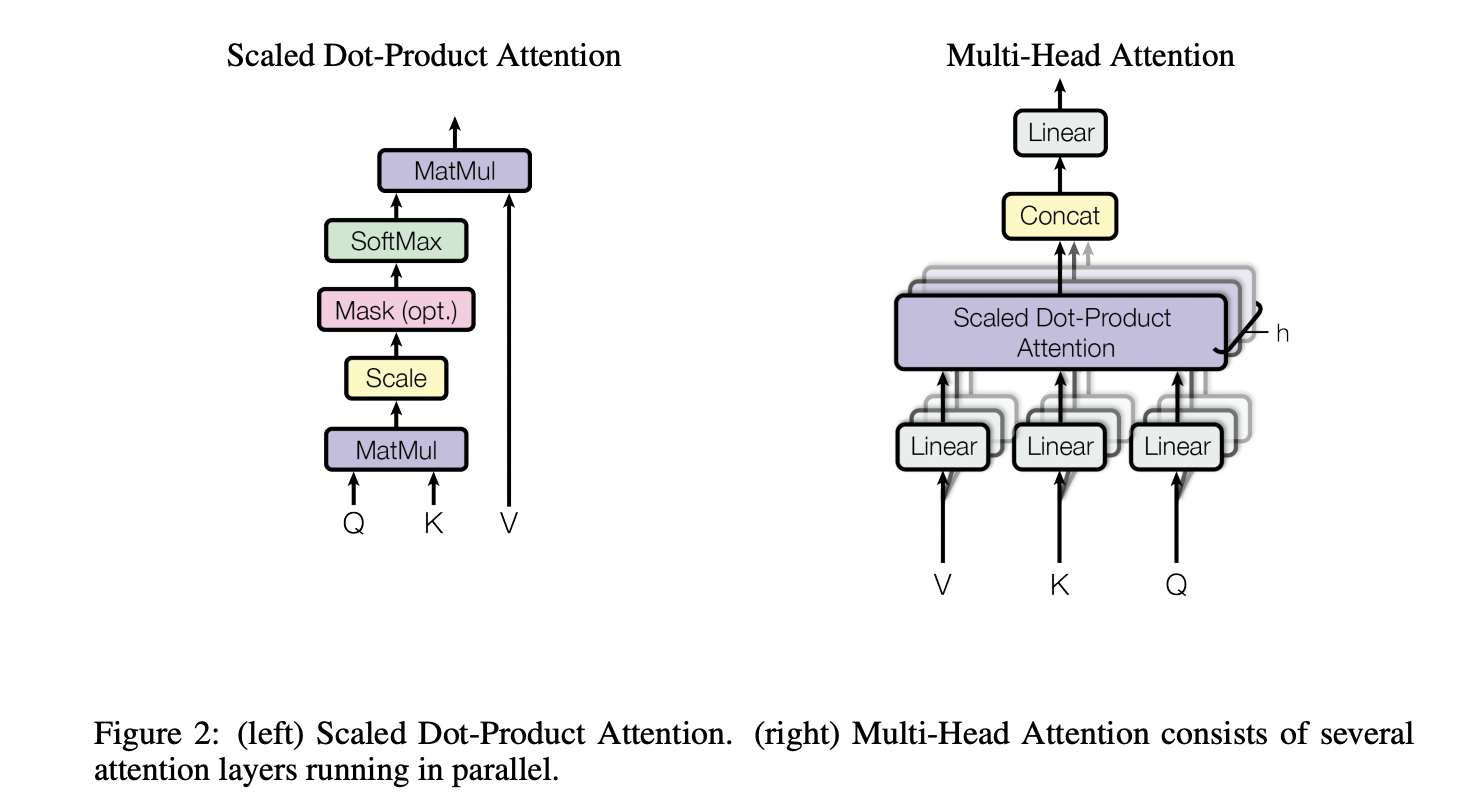 Scaled Dot-Product Attention
MatMul
SoftMax
Mask (opt.)
Scale
MatMul
Q K V
Multi-Head Attention
Linear
Concat
Scaled Dot-Product
Attention
h
Linear Linear Linear
V K Q
Figure 2: (left) Scaled Dot-Product Attention. (right) Multi-Head Attention consists of several
attention layers running in parallel.